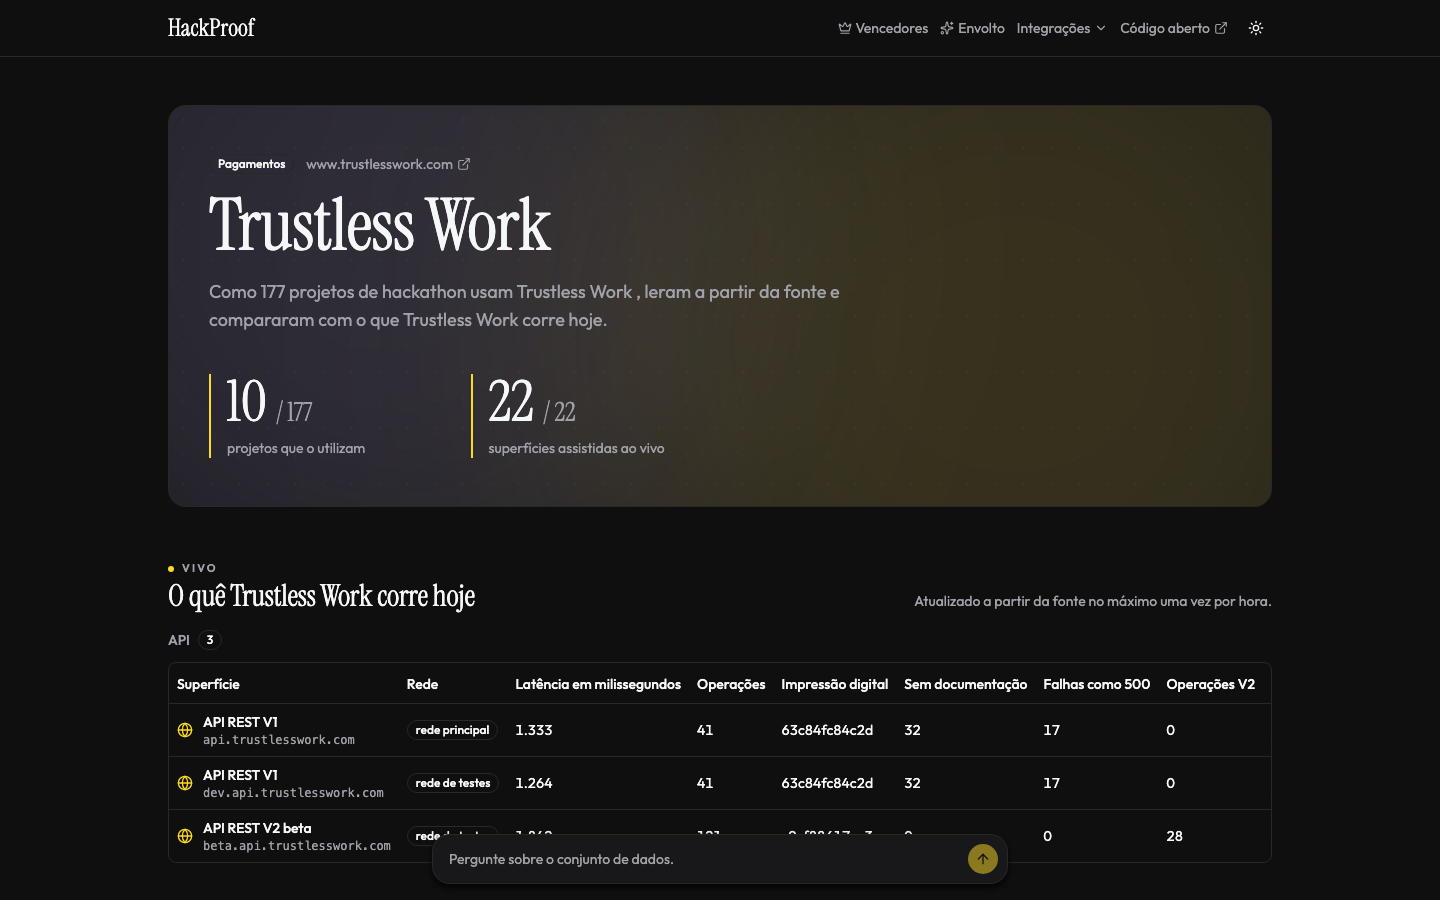 HackProof
Vencedores
Envolto
Integrações
Código aberto
Pagamentos
www.trustlesswork.com
Trustless Work
Como 177 projetos de hackathon usam Trustless Work , leram a partir da fonte e
compararam com o que Trustless Work corre hoje.
10 / 177
projetos que o utilizam
22 / 22
superfícies assistidas ao vivo
VIVO
O quê Trustless Work corre hoje
Atualizado a partir da fonte no máximo uma vez por hora.
API 3
Superfície Rede Latência em milissegundos Operações Impressão digital Sem documentação Falhas como 500 Operações V2
API REST V1
api.trustlesswork.com
rede principal 1.333 41 63c84fc84c2d 32 17 0
API REST V1
dev.api.trustlesswork.com
rede de testes 1.264 41 63c84fc84c2d 32 17 0
API REST V2 beta
beta.api.trustlesswork.com
0 28
Pergunte sobre o conjunto de dados.